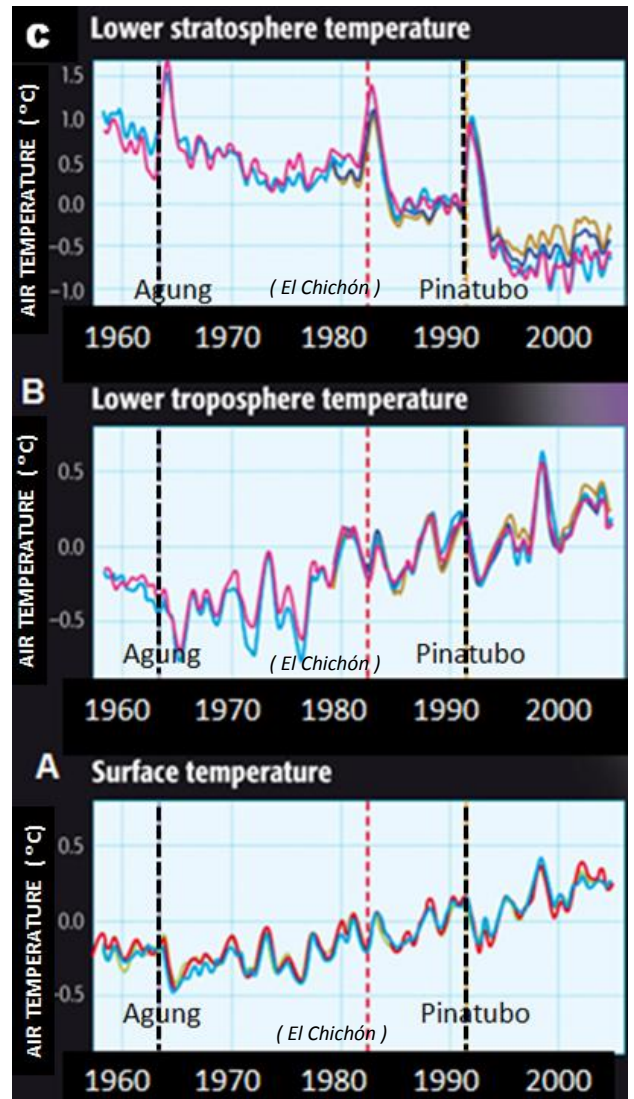 C Lower stratosphere temperature
AIR TEMPERATURE (°C)
1.5
1.0
0.5
0.0
−0.5
−1.0
Agung ( El Chichón ) Pinatubo
1960 1970 1980 1990 2000
B Lower troposphere temperature
AIR TEMPERATURE (°C)
0.5
0.0
−0.5
Agung ( El Chichón ) Pinatubo
1960 1970 1980 1990 2000
A Surface temperature
AIR TEMPERATURE (°C)
0.5
0.0
−0.5
Agung ( El Chichón ) Pinatubo
1960 1970 1980 1990 2000